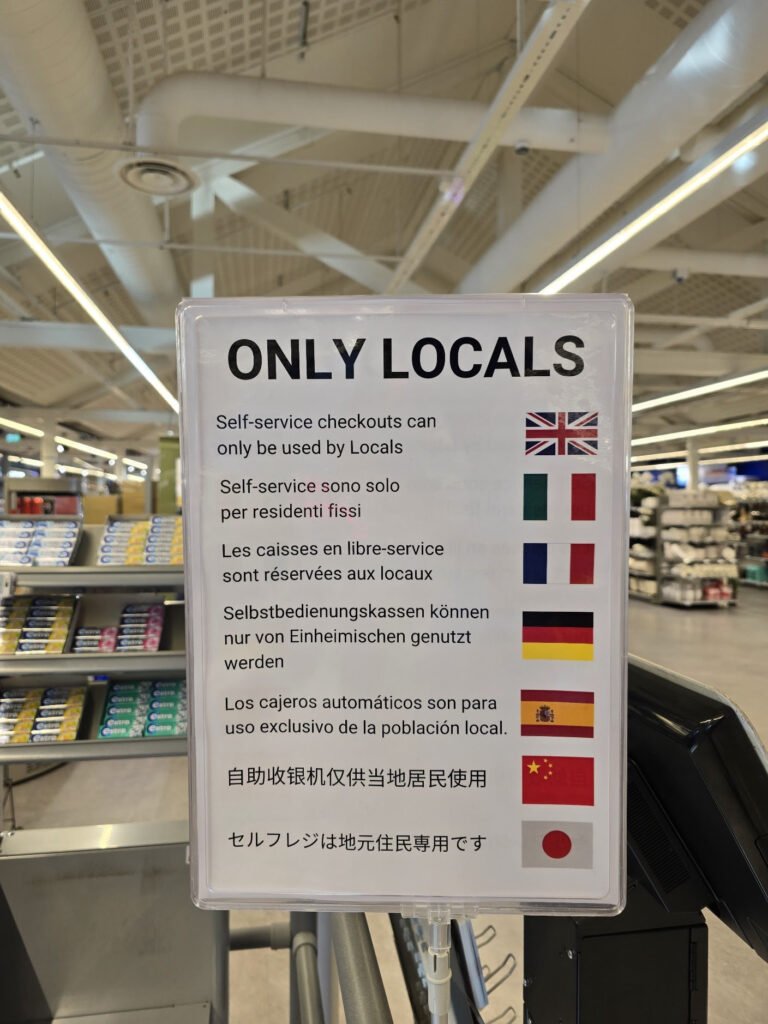 ONLY LOCALS
Self-service checkouts can
only be used by Locals
Self-service sono solo
per residenti fissi
Les caisses en libre-service
sont réservées aux locaux
Selbstbedienungskassen können
nur von Einheimischen genutzt
werden
Los cajeros automáticos son para
uso exclusivo de la población local.
自助收银机仅供当地居民使用
セルフレジは地元住民専用です